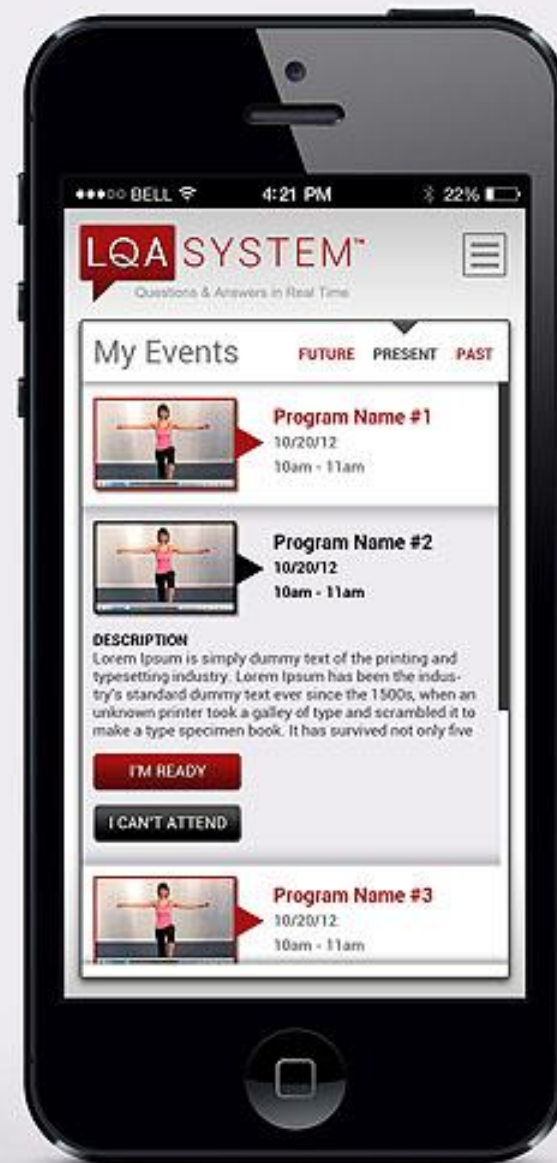 BELL 4:21 PM 22%
LQA SYSTEM™
Questions & Answers in Real Time
My Events FUTURE PRESENT PAST
Program Name #1
10/20/12
10am - 11am
Program Name #2
10/20/12
10am - 11am
DESCRIPTION
Lorem Ipsum is simply dummy text of the printing and
typesetting industry. Lorem Ipsum has been the indus-
try's standard dummy text ever since the 1500s, when an
unknown printer took a galley of type and scrambled it to
make a type specimen book. It has survived not only five
I'M READY
I CAN'T ATTEND
Program Name #3
10/20/12
10am - 11am